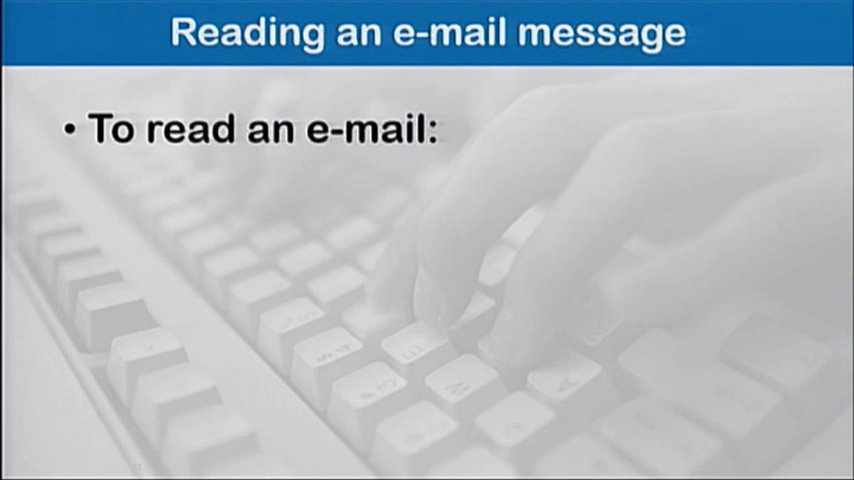 Reading an e-mail message
• To read an e-mail: